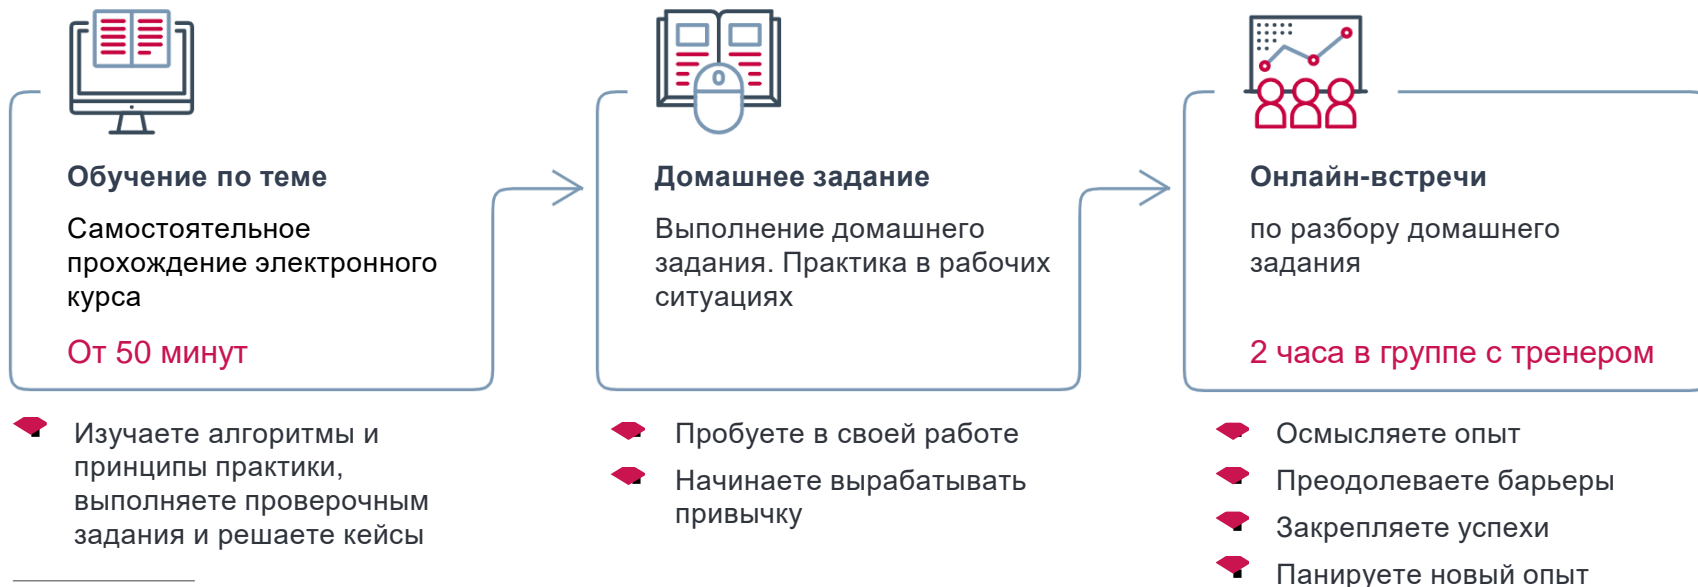 Обучение по теме
Самостоятельное
прохождение электронного
курса
От 50 минут
Изучаете алгоритмы и
принципы практики,
выполняете проверочным
задания и решаете кейсы
Домашнее задание
Выполнение домашнего
задания. Практика в рабочих
ситуациях
Пробуете в своей работе
Начинаете вырабатывать
привычку
Онлайн-встречи
по разбору домашнего
задания
2 часа в группе с тренером
Осмысляете опыт
Преодолеваете барьеры
Закрепляете успехи
Панируете новый опыт